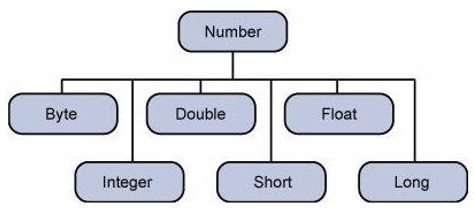 Number
Byte
Double
Float
Integer
Short
Long